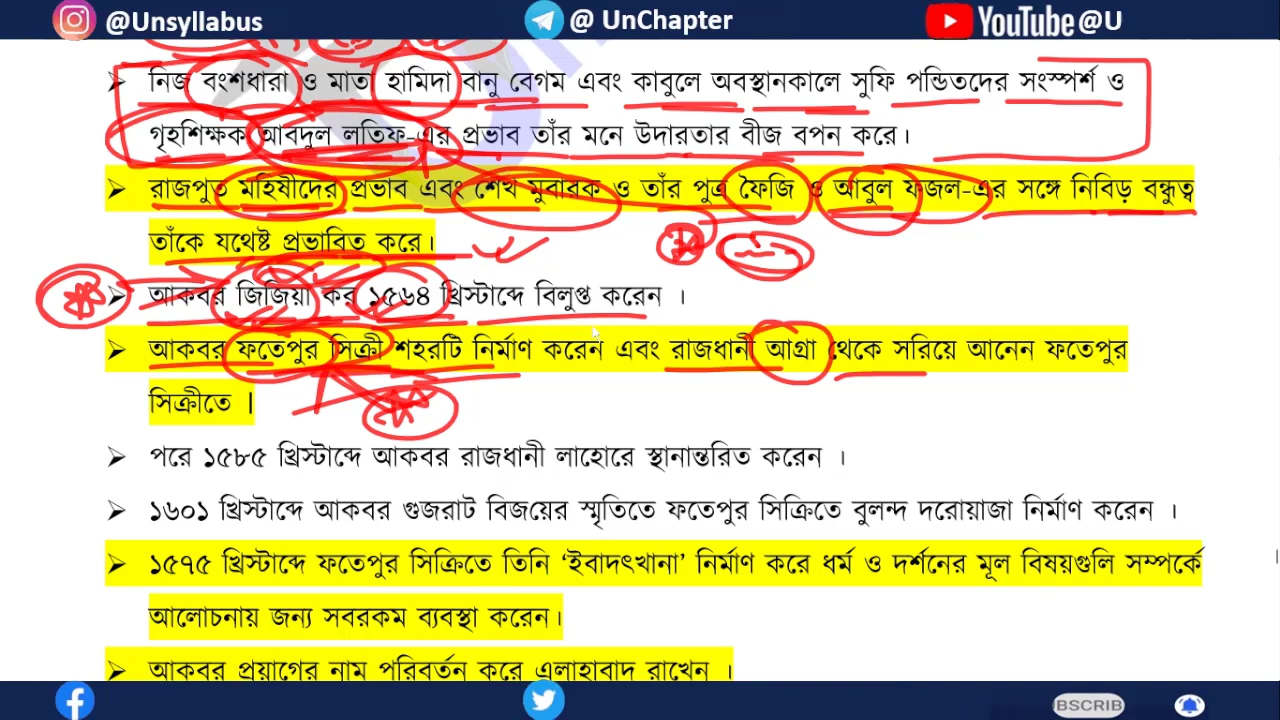 @Unsyllabus @ UnChapter YouTube @U
নিজ বংশধারা ও মাতা হামিদা বানু বেগম এবং কাবুলে অবস্থানকালে সুফি পন্ডিতদের সংস্পর্শ ও
গৃহশিক্ষক আবদুল লতিফ-এর প্রভাব তাঁর মনে উদারতার বীজ বপন করে।
রাজপুত মহিষীদের প্রভাব এবং শেখ মুবারক ও তাঁর পুত্র ফৈজি ও আবুল ফজল-এর সঙ্গে নিবিড় বন্ধুত্ব
তাঁকে যথেষ্ট প্রভাবিত করে।
আকবর জিজিয়া কর ১৫৬৪ খ্রিস্টাব্দে বিলুপ্ত করেন ।
আকবর ফতেপুর সিক্রী শহরটি নির্মাণ করেন এবং রাজধানী আগ্রা থেকে সরিয়ে আনেন ফতেপুর
সিক্রীতে ।
পরে ১৫৮৫ খ্রিস্টাব্দে আকবর রাজধানী লাহোরে স্থানান্তরিত করেন ।
১৬০১ খ্রিস্টাব্দে আকবর গুজরাট বিজয়ের স্মৃতিতে ফতেপুর সিক্রিতে বুলন্দ দরোয়াজা নির্মাণ করেন ।
১৫৭৫ খ্রিস্টাব্দে ফতেপুর সিক্রিতে তিনি ‘ইবাদৎখানা’ নির্মাণ করে ধর্ম ও দর্শনের মূল বিষয়গুলি সম্পর্কে
আলোচনায় জন্য সবরকম ব্যবস্থা করেন।
আকবর প্রয়াগের নাম পরিবর্তন করে এলাহাবাদ রাখেন ।
BSCRIB